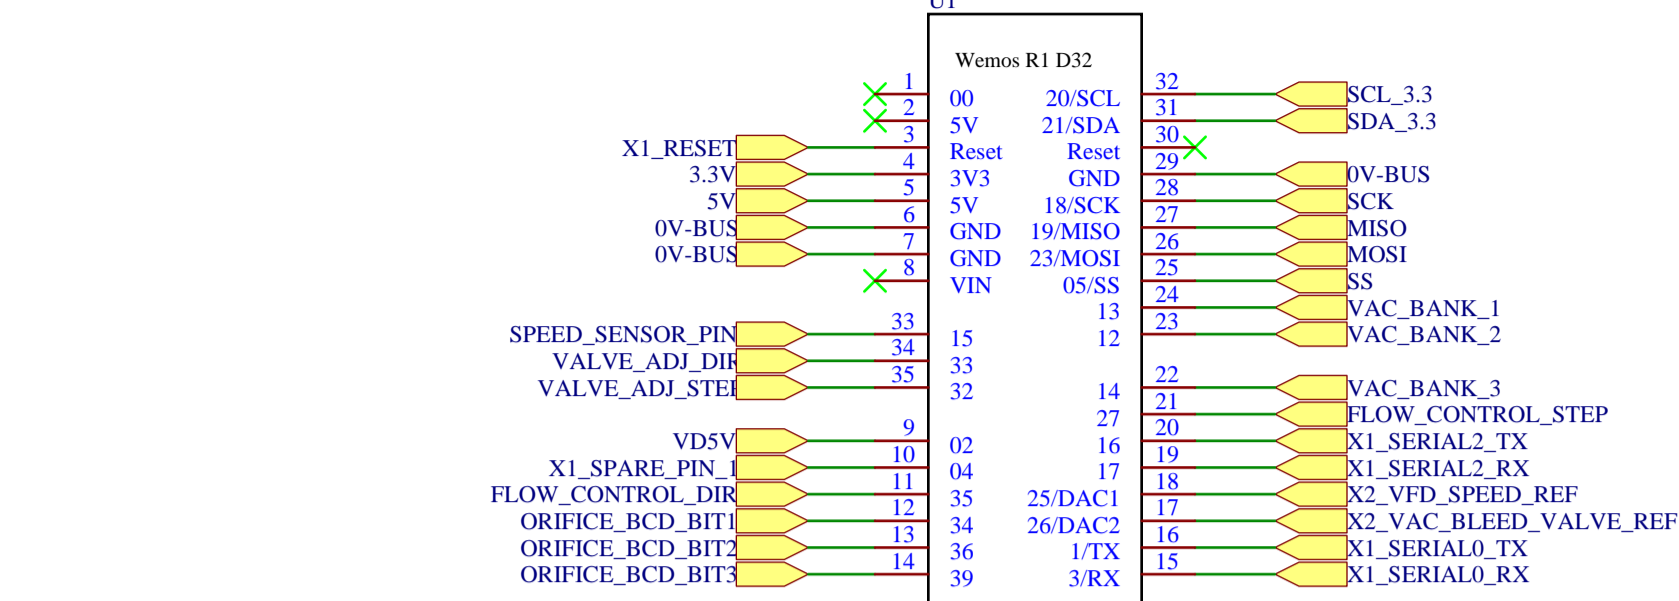 U1
Wemos R1 D32
1 00 20/SCL 32 SCL_3.3
2 5V 21/SDA 31 SDA_3.3
X1_RESET 3 Reset Reset 30
3.3V 4 3V3 GND 29 0V-BUS
5V 5 5V 18/SCK 28 SCK
0V-BUS 6 GND 19/MISO 27 MISO
0V-BUS 7 GND 23/MOSI 26 MOSI
8 VIN 05/SS 25 SS
13 24 VAC_BANK_1
SPEED_SENSOR_PIN 33 15 12 23 VAC_BANK_2
VALVE_ADJ_DIR 34 33
VALVE_ADJ_STEP 35 32 14 22 VAC_BANK_3
27 21 FLOW_CONTROL_STEP
VD5V 9 02 16 20 X1_SERIAL2_TX
X1_SPARE_PIN_1 10 04 17 19 X1_SERIAL2_RX
FLOW_CONTROL_DIR 11 35 25/DAC1 18 X2_VFD_SPEED_REF
ORIFICE_BCD_BIT1 12 34 26/DAC2 17 X2_VAC_BLEED_VALVE_REF
ORIFICE_BCD_BIT2 13 36 1/TX 16 X1_SERIAL0_TX
ORIFICE_BCD_BIT3 14 39 3/RX 15 X1_SERIAL0_RX